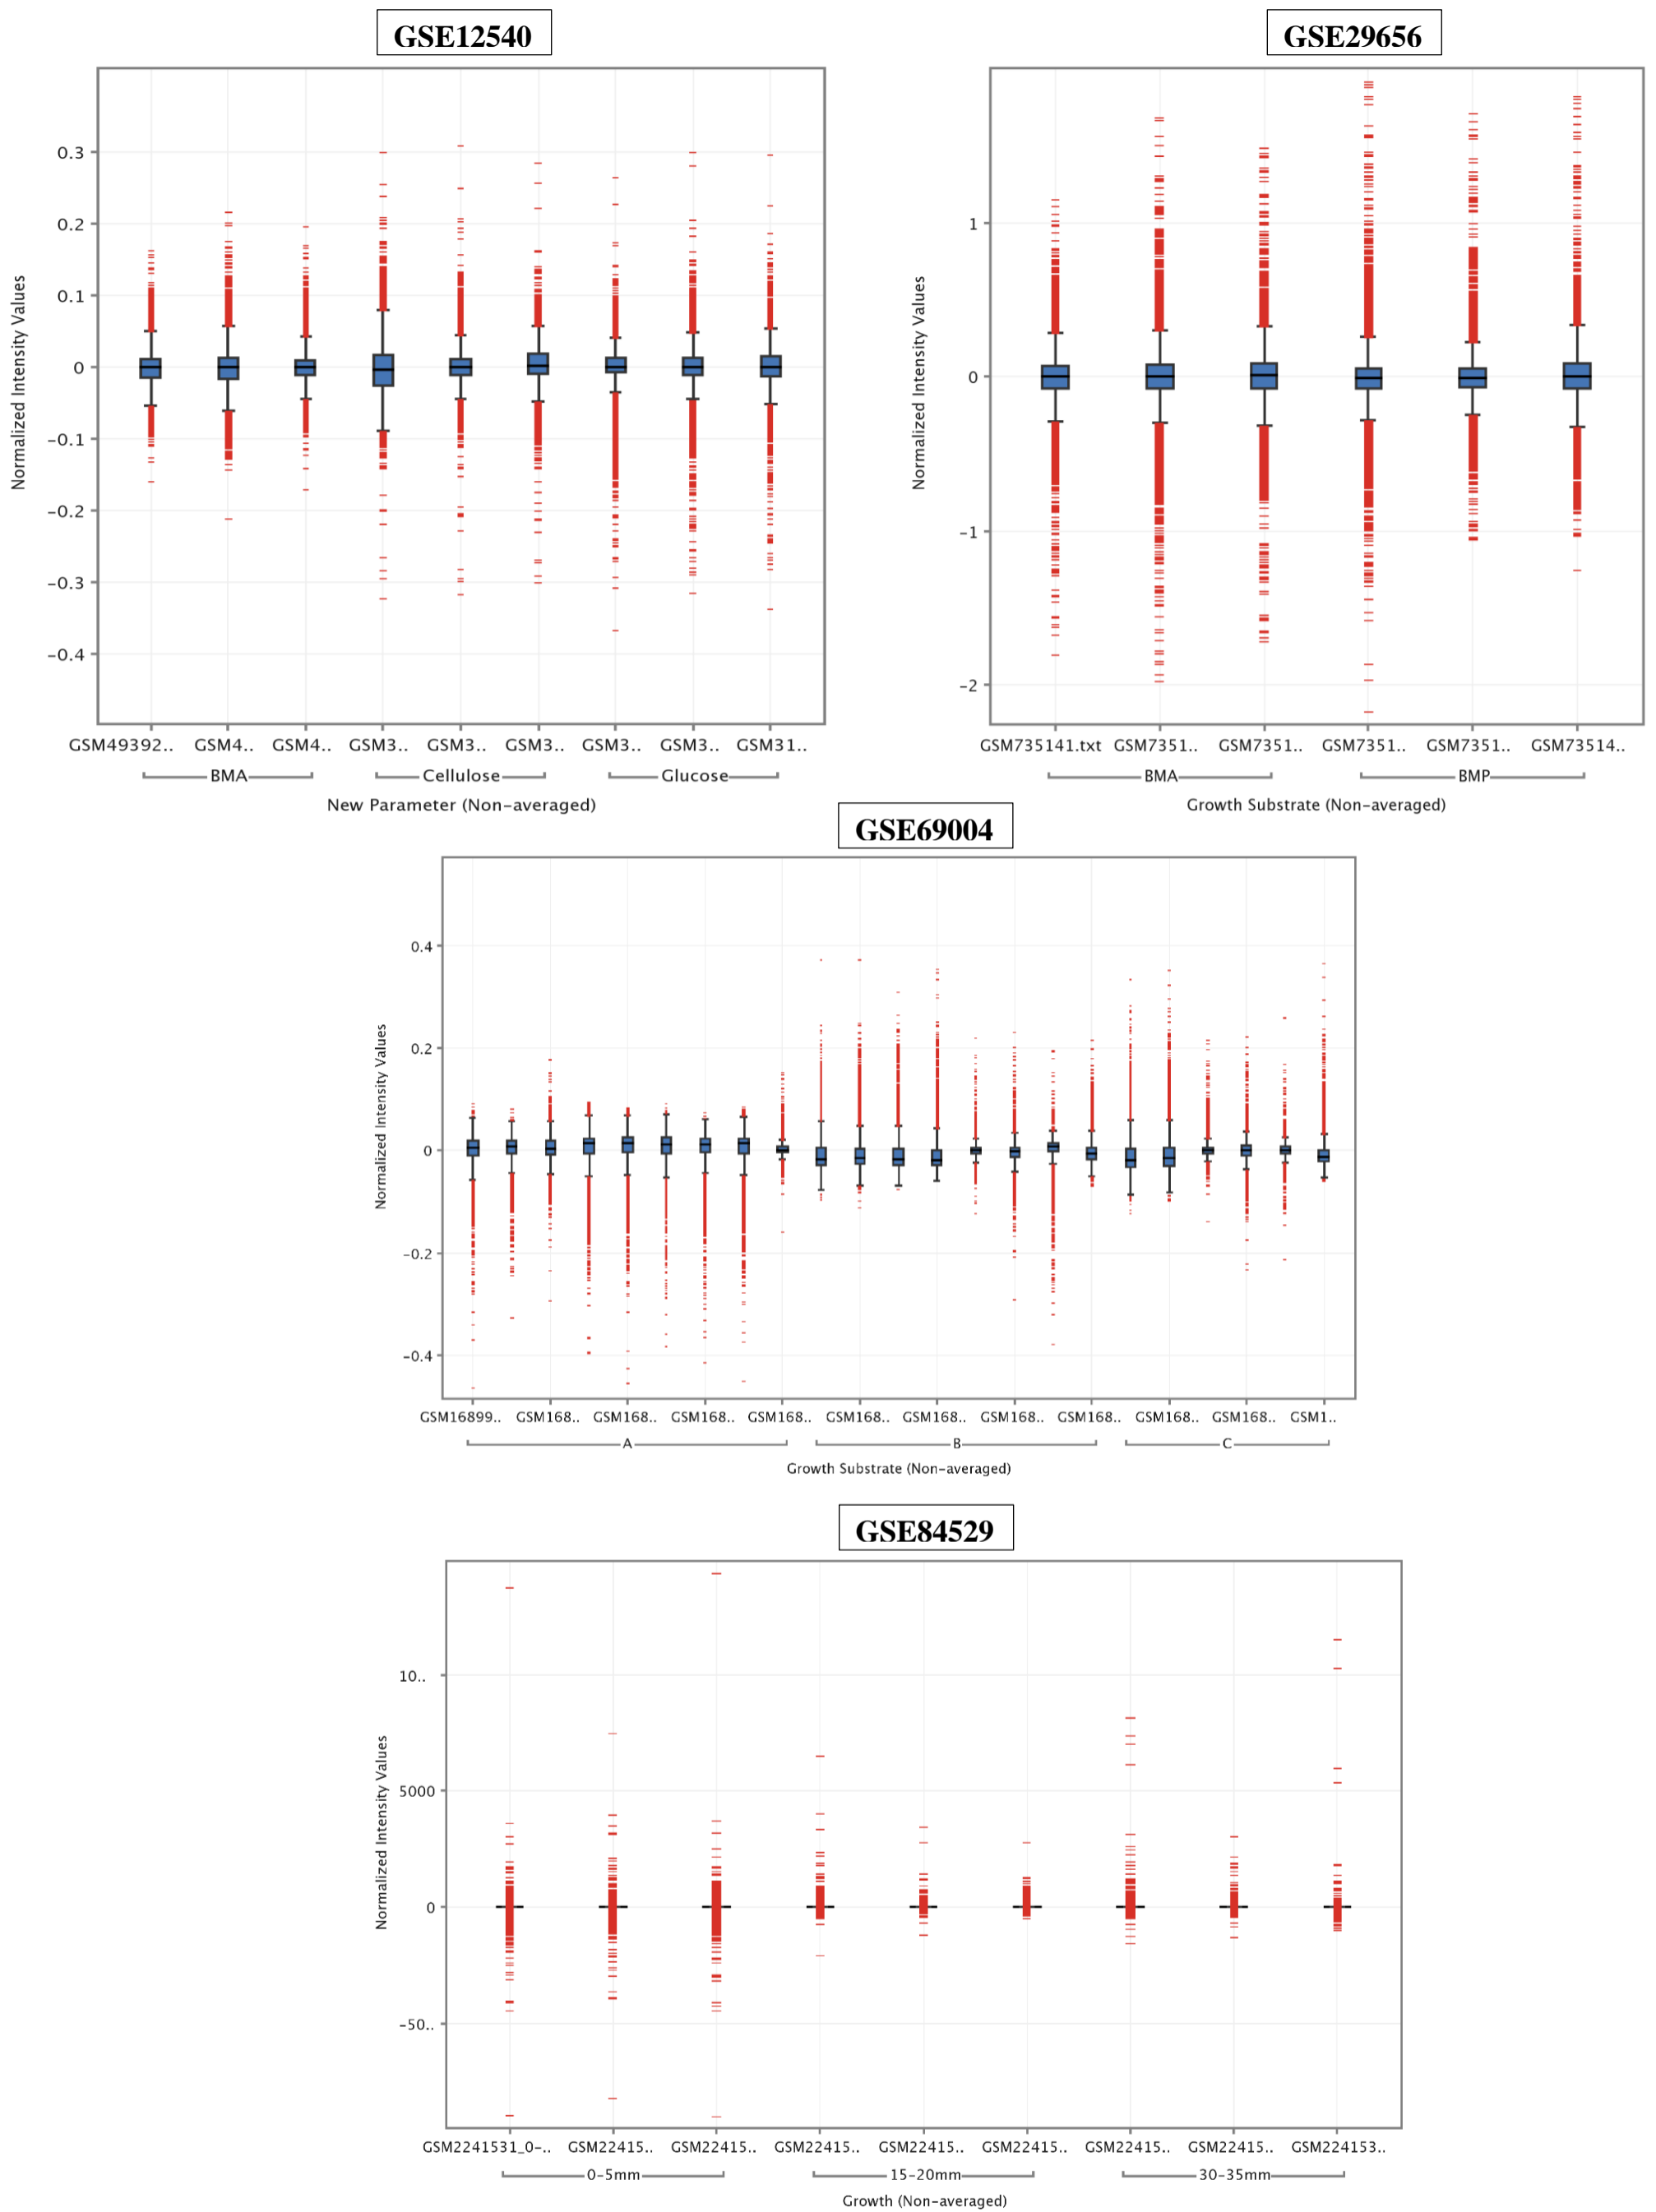 GSE12540
Normalized Intensity Values
0.3
0.2
0.1
0
-0.1
-0.2
-0.3
-0.4
GSM49392.. GSM4.. GSM4.. GSM3.. GSM3.. GSM3.. GSM3.. GSM3.. GSM31..
BMA Cellulose Glucose
New Parameter (Non-averaged)
GSE29656
Normalized Intensity Values
1
0
-1
-2
GSM735141.txt GSM7351.. GSM7351.. GSM7351.. GSM7351.. GSM73514..
BMA BMP
Growth Substrate (Non-averaged)
GSE69004
Normalized Intensity Values
0.4
0.2
0
-0.2
-0.4
GSM16899.. GSM168.. GSM168.. GSM168.. GSM168.. GSM168.. GSM168.. GSM168.. GSM168.. GSM168.. GSM168.. GSM1..
A B C
Growth Substrate (Non-averaged)
GSE84529
Normalized Intensity Values
10..
5000
0
-50..
GSM2241531_0-.. GSM22415.. GSM22415.. GSM22415.. GSM22415.. GSM22415.. GSM22415.. GSM22415.. GSM224153..
0-5mm 15-20mm 30-35mm
Growth (Non-averaged)